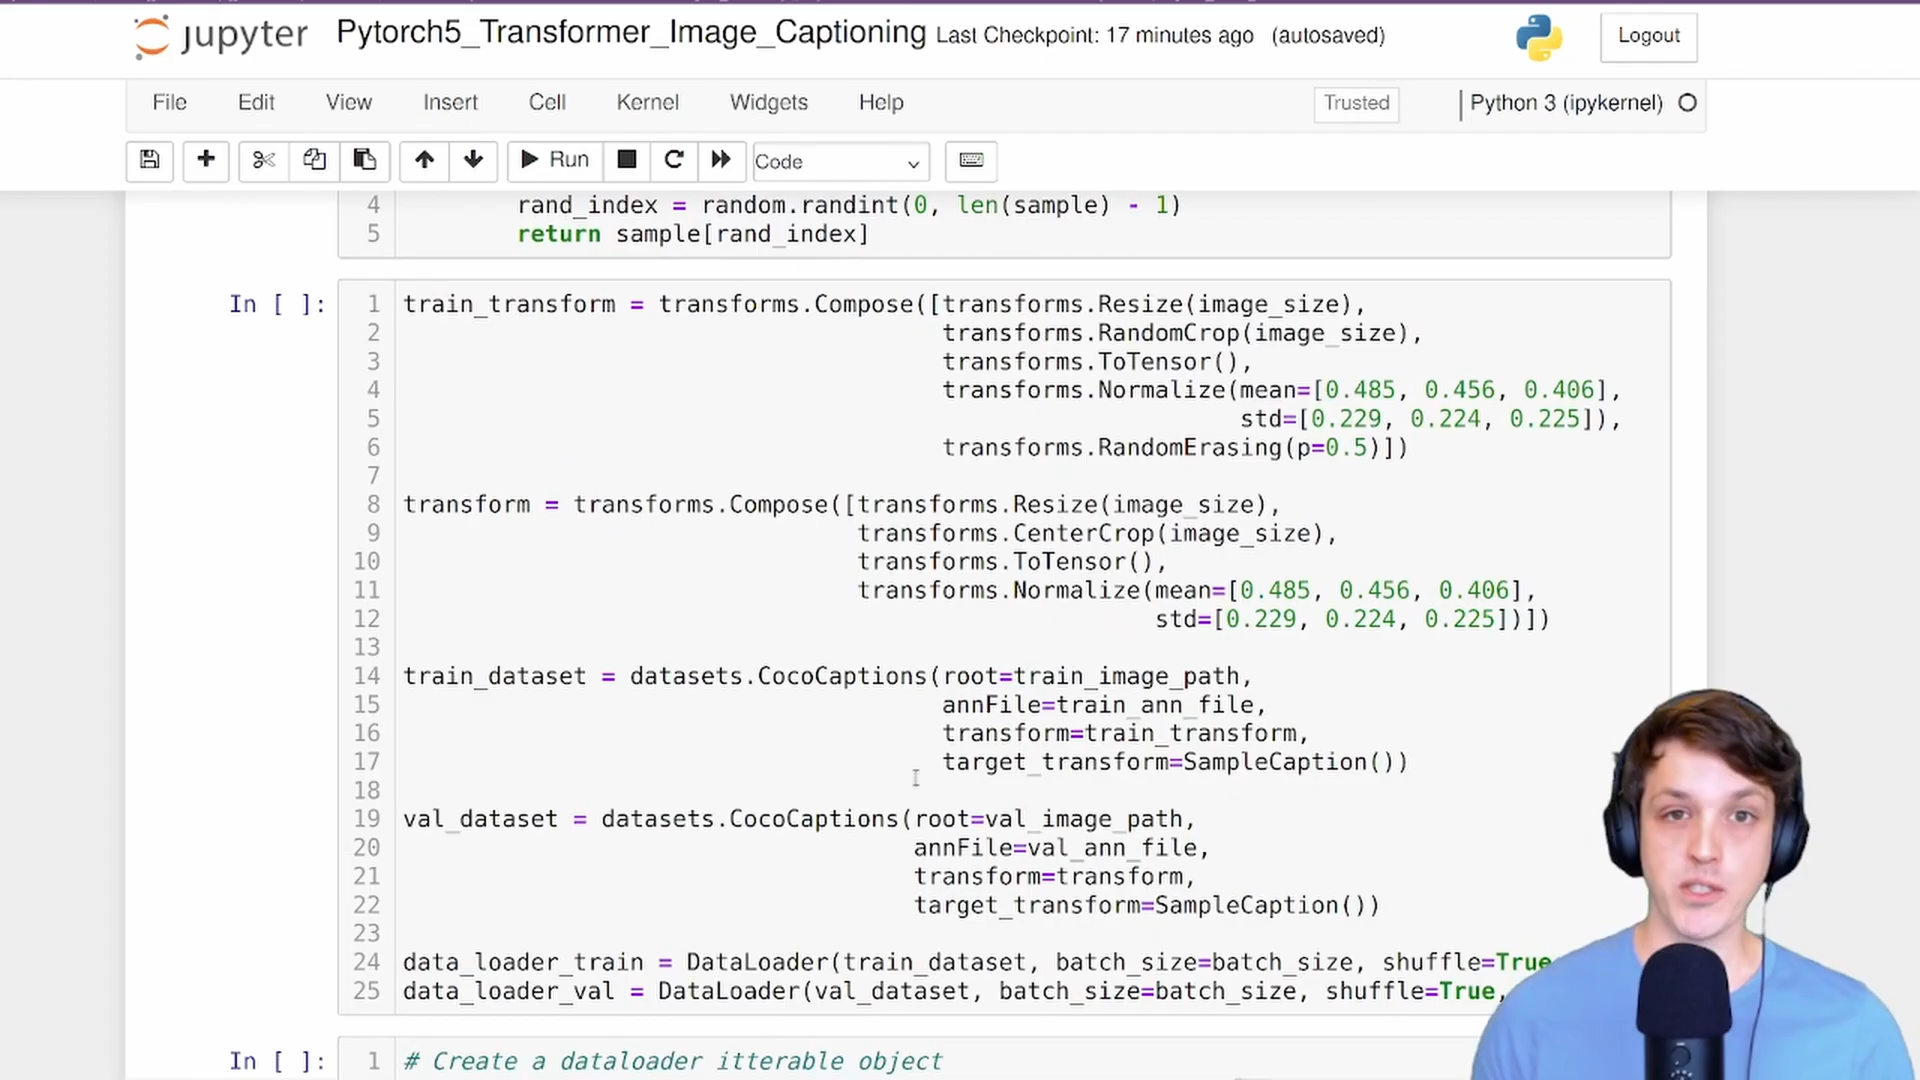 jupyter Pytorch5_Transformer_Image_Captioning Last Checkpoint: 17 minutes ago (autosaved) Logout
File Edit View Insert Cell Kernel Widgets Help Trusted Python 3 (ipykernel)
Run Code
4 rand_index = random.randint(0, len(sample) - 1)
5 return sample[rand_index]
In [ ]: 1 train_transform = transforms.Compose([transforms.Resize(image_size),
2 transforms.RandomCrop(image_size),
3 transforms.ToTensor(),
4 transforms.Normalize(mean=[0.485, 0.456, 0.406],
5 std=[0.229, 0.224, 0.225]),
6 transforms.RandomErasing(p=0.5)])
7
8 transform = transforms.Compose([transforms.Resize(image_size),
9 transforms.CenterCrop(image_size),
10 transforms.ToTensor(),
11 transforms.Normalize(mean=[0.485, 0.456, 0.406],
12 std=[0.229, 0.224, 0.225])])
13
14 train_dataset = datasets.CocoCaptions(root=train_image_path,
15 annFile=train_ann_file,
16 transform=train_transform,
17 target_transform=SampleCaption())
18
19 val_dataset = datasets.CocoCaptions(root=val_image_path,
20 annFile=val_ann_file,
21 transform=transform,
22 target_transform=SampleCaption())
23
24 data_loader_train = DataLoader(train_dataset, batch_size=batch_size, shuffle=True
25 data_loader_val = DataLoader(val_dataset, batch_size=batch_size, shuffle=True,
In [ ]: 1 # Create a dataloader itterable object